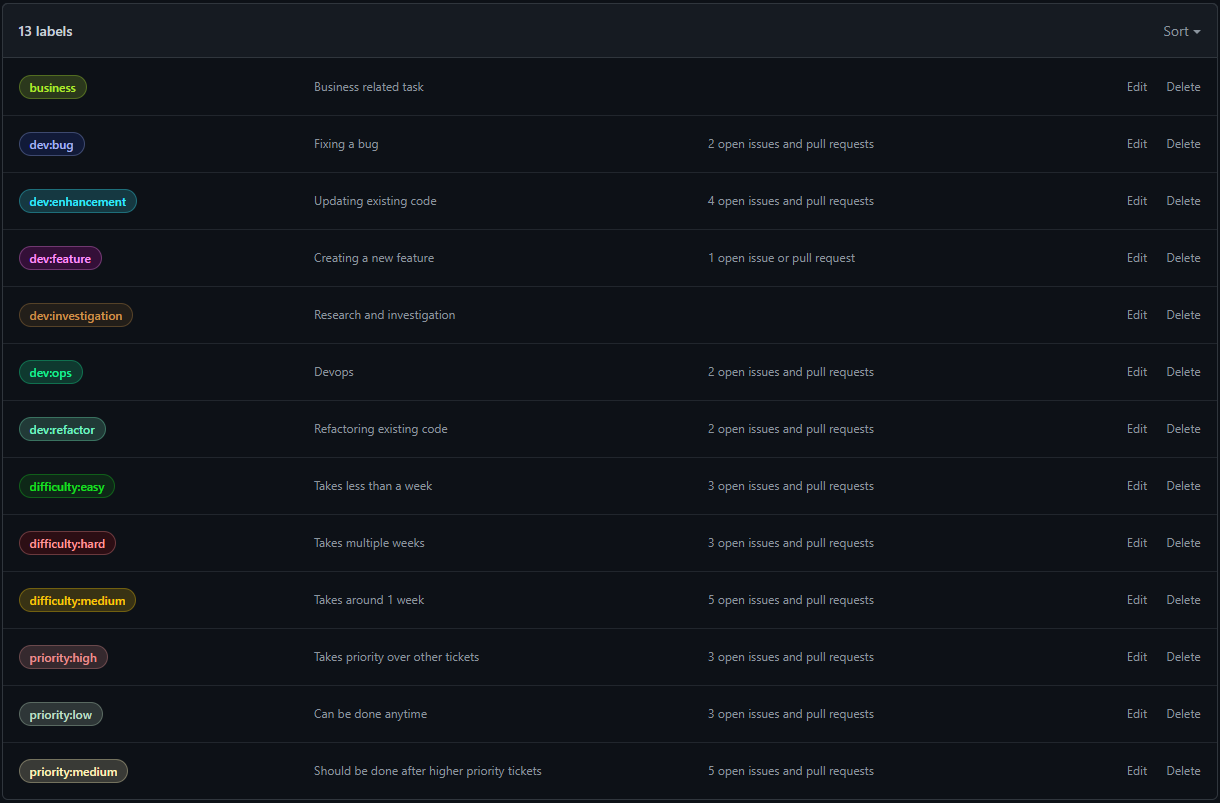 13 labels Sort
business Business related task Edit Delete
dev:bug Fixing a bug 2 open issues and pull requests Edit Delete
dev:enhancement Updating existing code 4 open issues and pull requests Edit Delete
dev:feature Creating a new feature 1 open issue or pull request Edit Delete
dev:investigation Research and investigation Edit Delete
dev:ops Devops 2 open issues and pull requests Edit Delete
dev:refactor Refactoring existing code 2 open issues and pull requests Edit Delete
difficulty:easy Takes less than a week 3 open issues and pull requests Edit Delete
difficulty:hard Takes multiple weeks 3 open issues and pull requests Edit Delete
difficulty:medium Takes around 1 week 5 open issues and pull requests Edit Delete
priority:high Takes priority over other tickets 3 open issues and pull requests Edit Delete
priority:low Can be done anytime 3 open issues and pull requests Edit Delete
priority:medium Should be done after higher priority tickets 5 open issues and pull requests Edit Delete